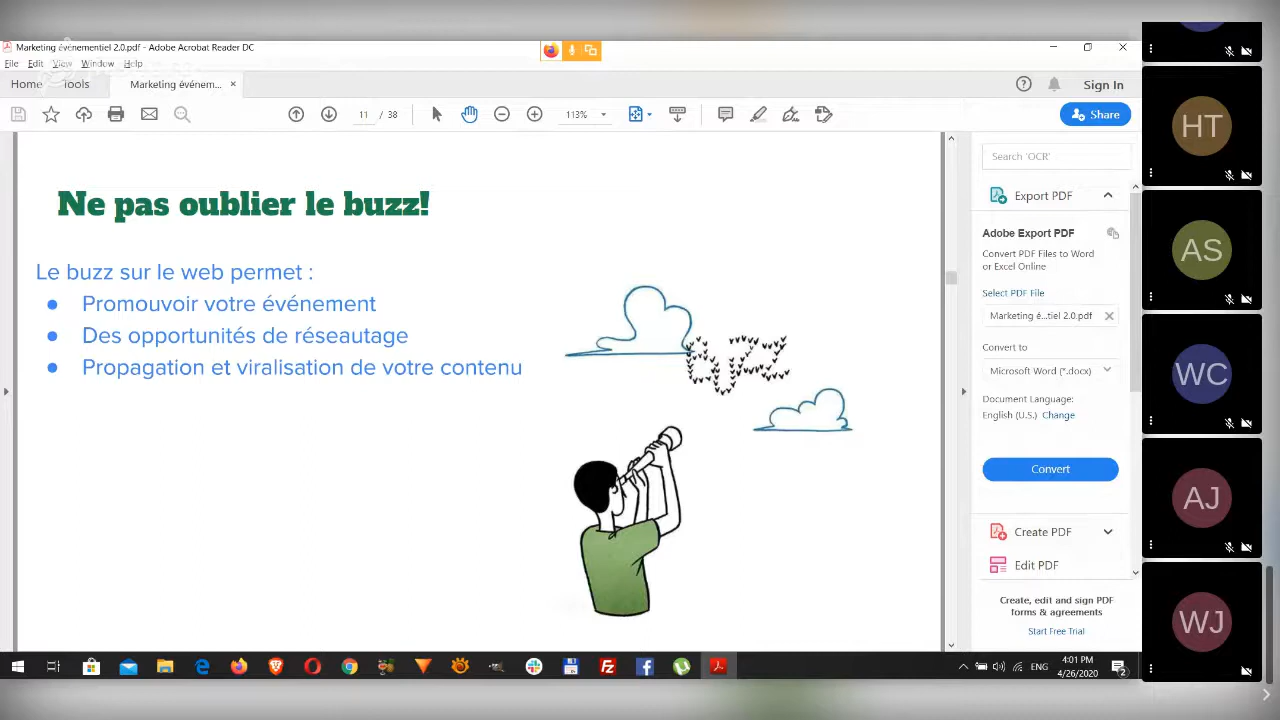 Marketing événementiel 2.0.pdf - Adobe Acrobat Reader DC
File Edit View Window Help
Home Tools Marketing événem... ×
11 / 38 113%
Sign In
Share
Ne pas oublier le buzz!
Le buzz sur le web permet :
● Promouvoir votre événement
● Des opportunités de réseautage
● Propagation et viralisation de votre contenu
Search 'OCR'
Export PDF
Adobe Export PDF
Convert PDF Files to Word
or Excel Online
Select PDF File
Marketing é...tiel 2.0.pdf
Convert to
Microsoft Word (*.docx)
Document Language:
English (U.S.) Change
Convert
Create PDF
Edit PDF
Create, edit and sign PDF
forms & agreements
Start Free Trial
HT
AS
WC
AJ
WJ
ENG
4:01 PM
4/26/2020
2